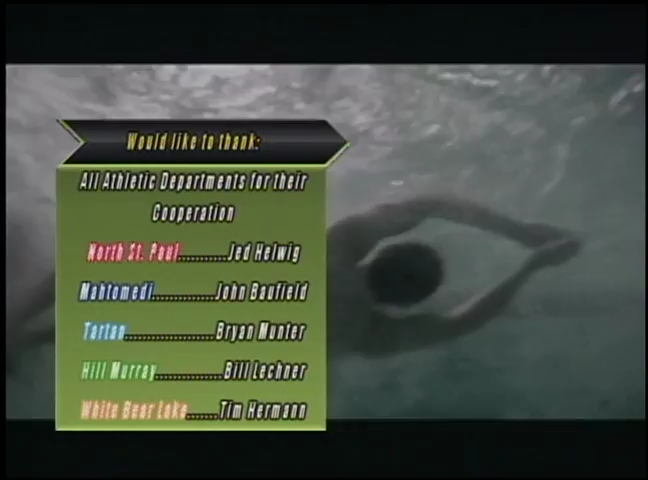 Would like to thank:
All Athletic Departments for their
Cooperation
North St. Paul..........Jed Helwig
Mahtomedi.............John Baufield
Tartan..................Bryan Munter
Hill Murray.............Bill Lechner
White Bear Lake......Tim Hermann